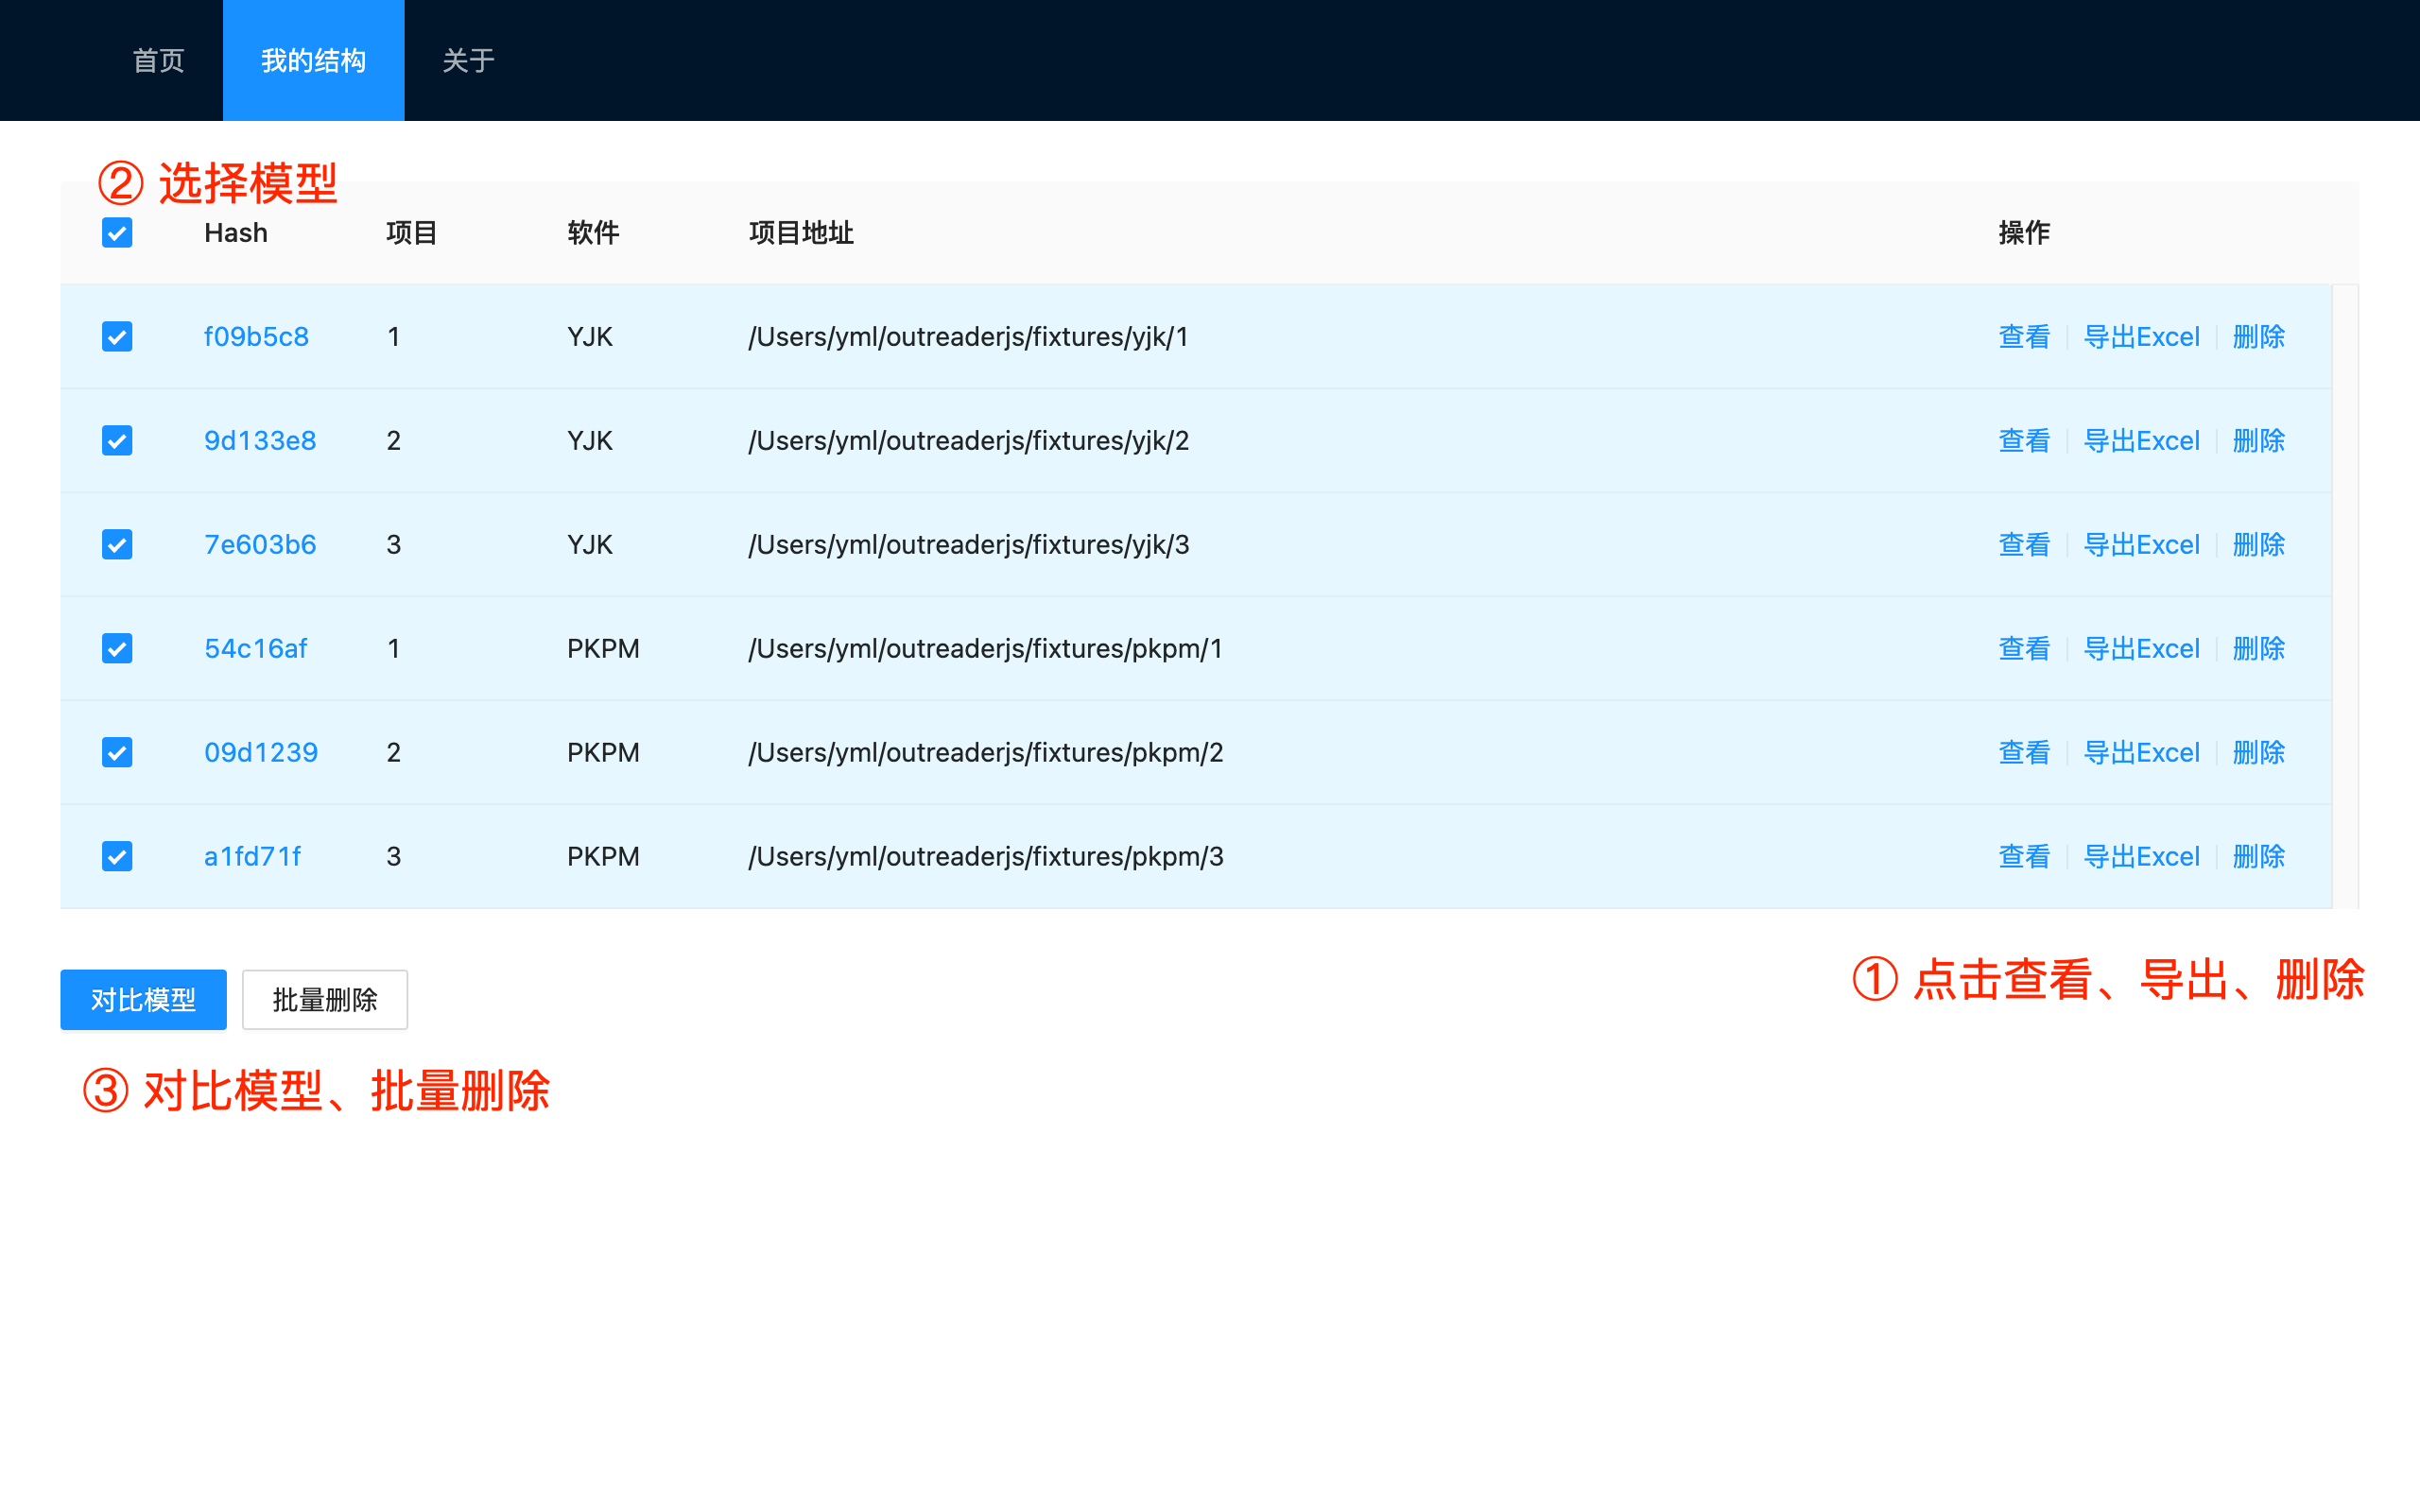 首页 我的结构 关于
② 选择模型
Hash 项目 软件 项目地址 操作
f09b5c8 1 YJK /Users/yml/outreaderjs/fixtures/yjk/1 查看 导出Excel 删除
9d133e8 2 YJK /Users/yml/outreaderjs/fixtures/yjk/2 查看 导出Excel 删除
7e603b6 3 YJK /Users/yml/outreaderjs/fixtures/yjk/3 查看 导出Excel 删除
54c16af 1 PKPM /Users/yml/outreaderjs/fixtures/pkpm/1 查看 导出Excel 删除
09d1239 2 PKPM /Users/yml/outreaderjs/fixtures/pkpm/2 查看 导出Excel 删除
a1fd71f 3 PKPM /Users/yml/outreaderjs/fixtures/pkpm/3 查看 导出Excel 删除
① 点击查看、导出、删除
对比模型 批量删除
③ 对比模型、批量删除